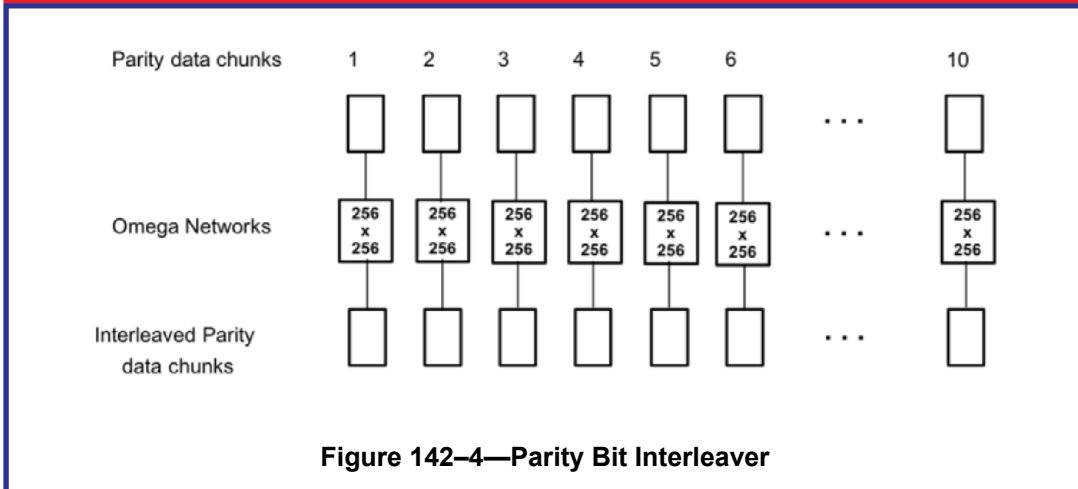 Parity data chunks 1 2 3 4 5 6 10
. . .
Omega Networks
256 x 256 256 x 256 256 x 256 256 x 256 256 x 256 256 x 256 . . . 256 x 256
Interleaved Parity
data chunks
. . .
Figure 142–4—Parity Bit Interleaver